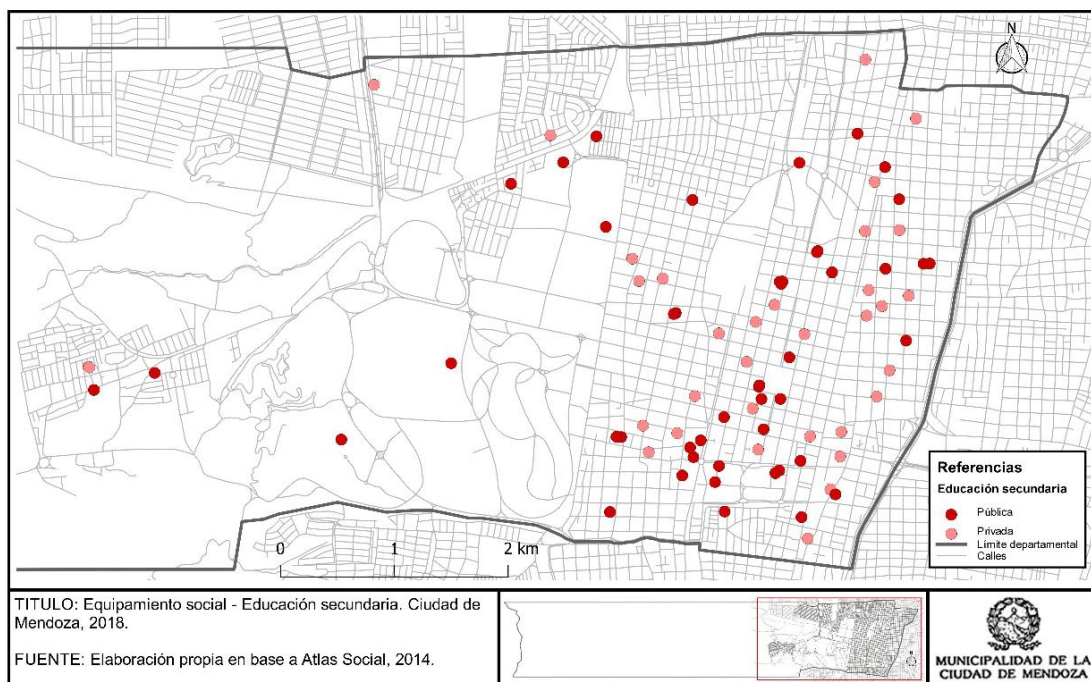 N
0
1
2 km
Referencias
Educación secundaria
Pública
Privada
Límite departamental
Calles
TITULO: Equipamiento social - Educación secundaria. Ciudad de
Mendoza, 2018.
FUENTE: Elaboración propia en base a Atlas Social, 2014.
MUNICIPALIDAD DE LA
CIUDAD DE MENDOZA